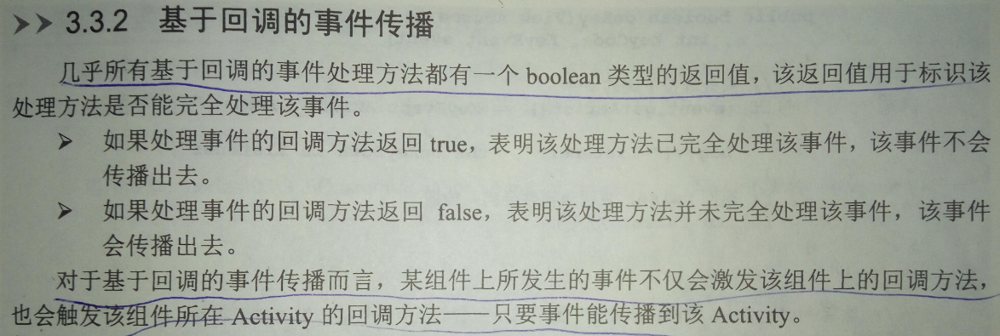 3.3.2 基于回调的事件传播
几乎所有基于回调的事件处理方法都有一个 boolean 类型的返回值，该返回值用于标识该
处理方法是否能完全处理该事件。
➤ 如果处理事件的回调方法返回 true，表明该处理方法已完全处理该事件，该事件不会
传播出去。
➤ 如果处理事件的回调方法返回 false，表明该处理方法并未完全处理该事件，该事件
会传播出去。
对于基于回调的事件传播而言，某组件上所发生的事件不仅会激发该组件上的回调方法，
也会触发该组件所在 Activity 的回调方法——只要事件能传播到该 Activity。